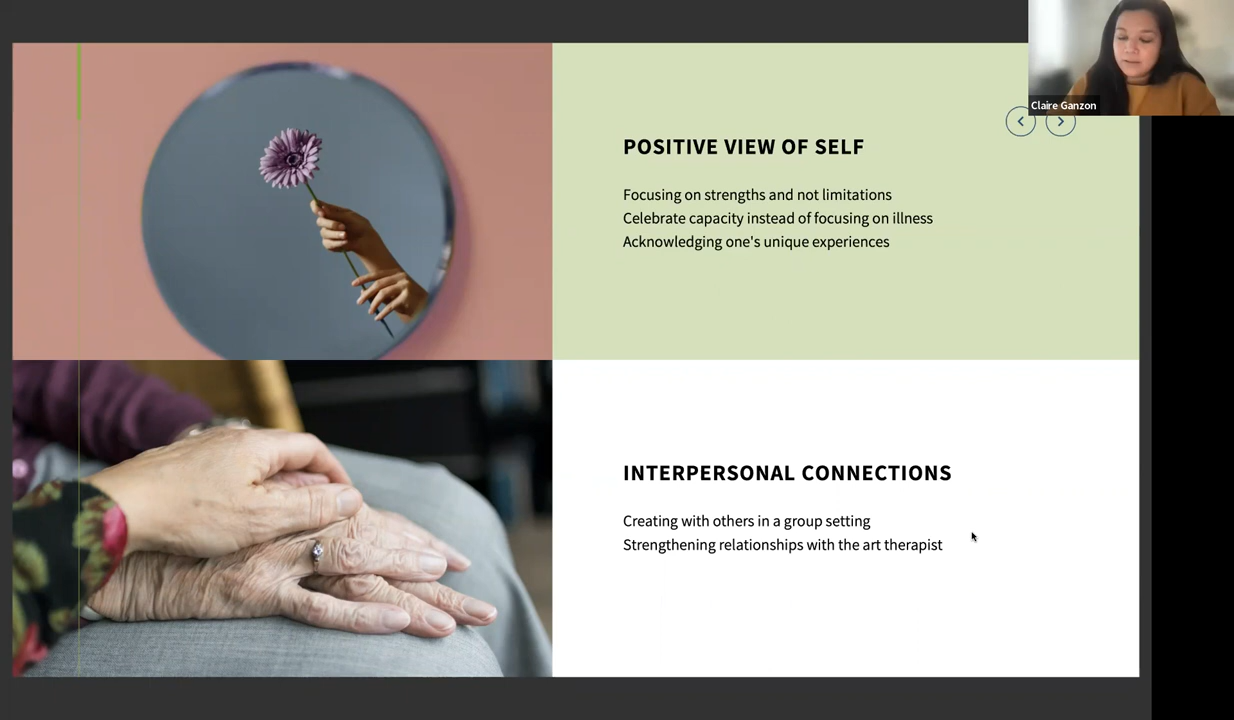 Claire Ganzon
POSITIVE VIEW OF SELF
Focusing on strengths and not limitations
Celebrate capacity instead of focusing on illness
Acknowledging one's unique experiences
INTERPERSONAL CONNECTIONS
Creating with others in a group setting
Strengthening relationships with the art therapist